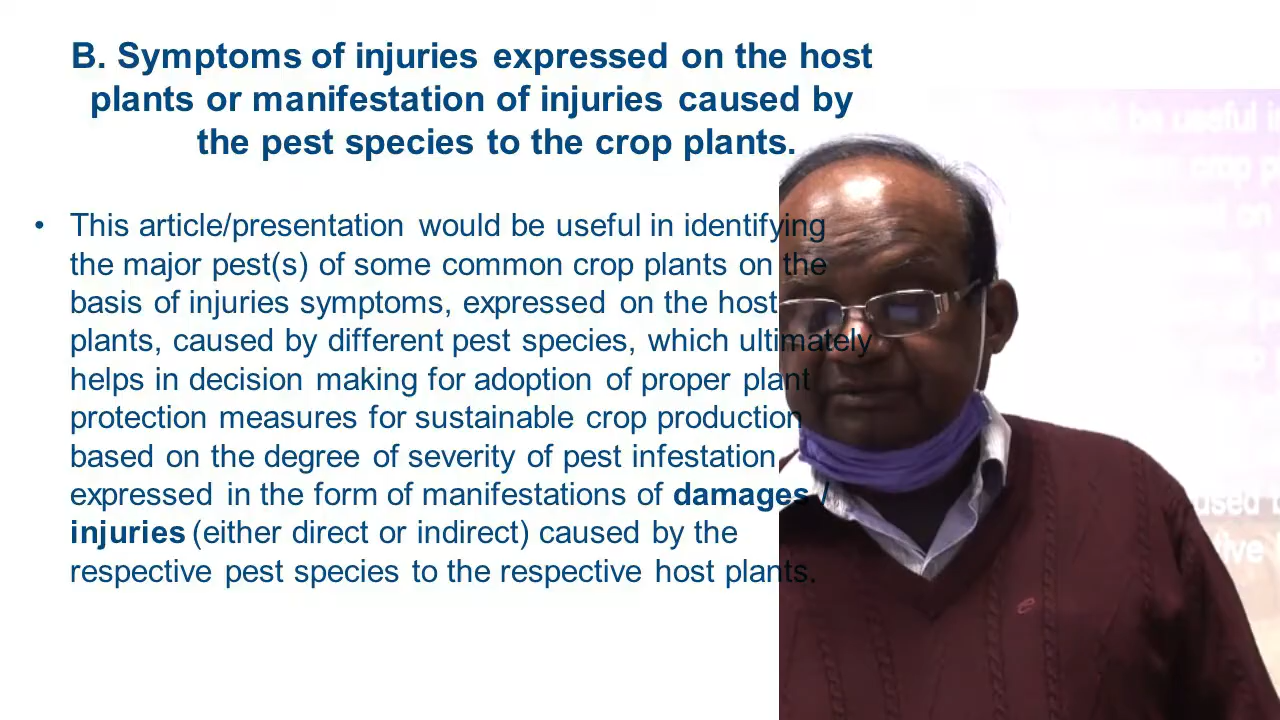 B. Symptoms of injuries expressed on the host
plants or manifestation of injuries caused by
the pest species to the crop plants.
• This article/presentation would be useful in identifying
the major pest(s) of some common crop plants on the
basis of injuries symptoms, expressed on the host
plants, caused by different pest species, which ultimately
helps in decision making for adoption of proper plant
protection measures for sustainable crop production
based on the degree of severity of pest infestation
expressed in the form of manifestations of damages /
injuries (either direct or indirect) caused by the
respective pest species to the respective host plants.
be useful i
crop p
on